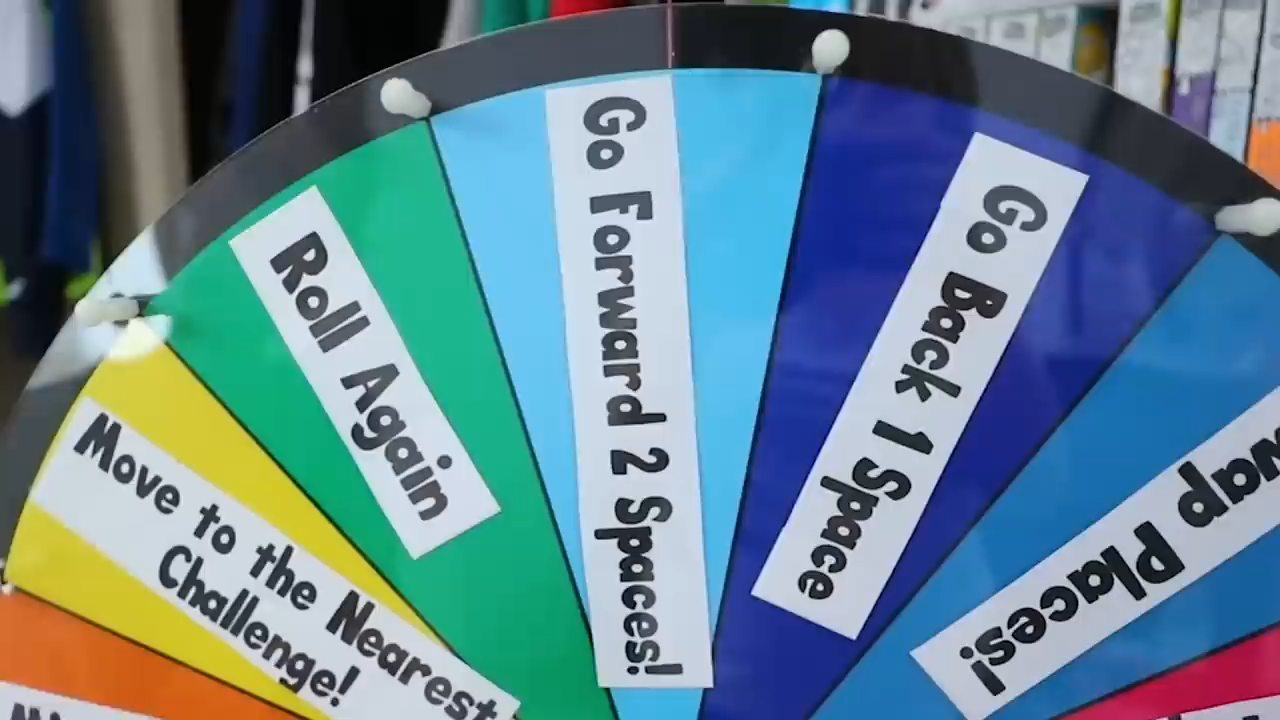 Move to the Nearest
Challenge!
Roll Again
Go Forward 2 Spaces!
Go Back 1 Space
Places!